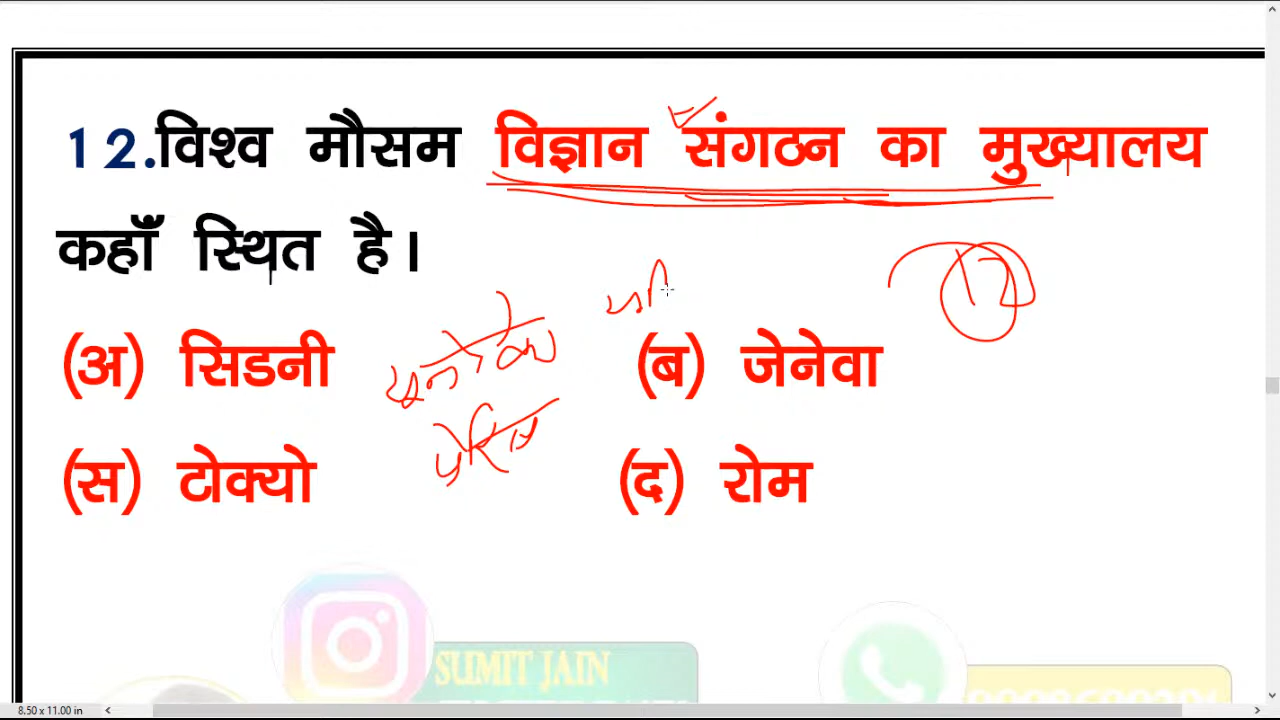 12.विश्व मौसम विज्ञान संगठन का मुख्यालय
कहाँ स्थित है।
(अ) सिडनी (ब) जेनेवा
(स) टोक्यो (द) रोम
SUMIT JAIN
8.50 x 11.00 in